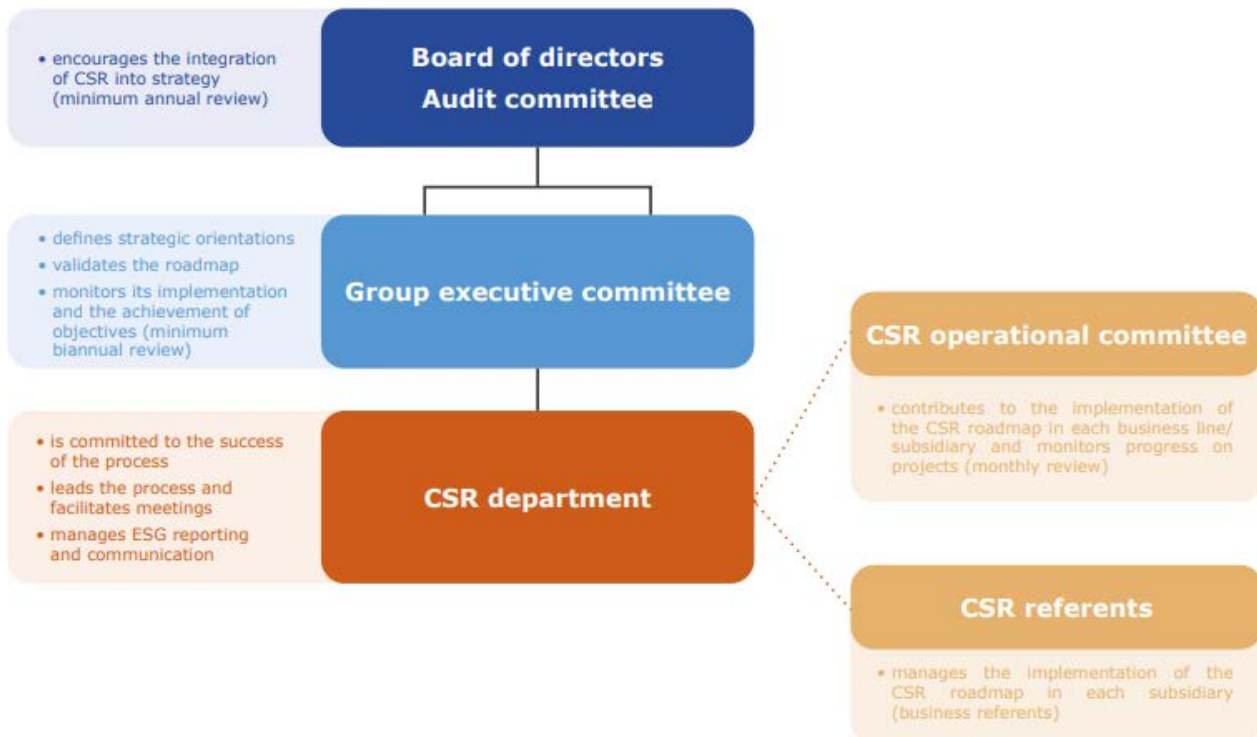 • encourages the integration
of CSR into strategy
(minimum annual review)
Board of directors
Audit committee
• defines strategic orientations
• validates the roadmap
• monitors its implementation
and the achievement of
objectives (minimum
biannual review)
Group executive committee
• is committed to the success
of the process
• leads the process and
facilitates meetings
• manages ESG reporting
and communication
CSR department
CSR operational committee
• contributes to the implementation of
the CSR roadmap in each business line/
subsidiary and monitors progress on
projects (monthly review)
CSR referents
• manages the implementation of the
CSR roadmap in each subsidiary
(business referents)